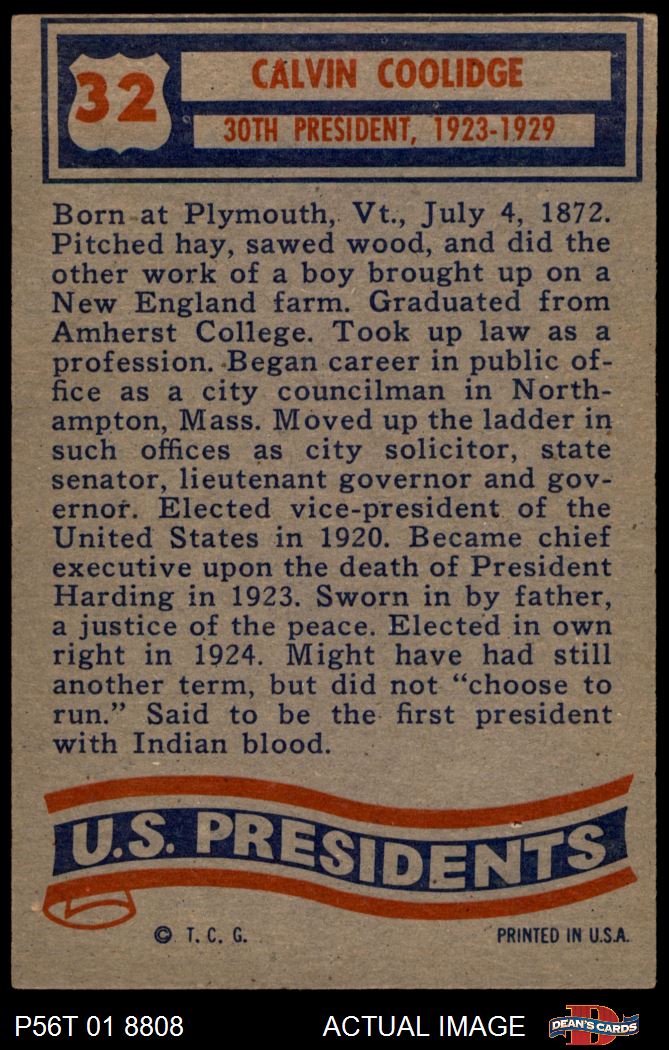 32
CALVIN COOLIDGE
30TH PRESIDENT, 1923-1929
Born at Plymouth, Vt., July 4, 1872.
Pitched hay, sawed wood, and did the
other work of a boy brought up on a
New England farm. Graduated from
Amherst College. Took up law as a
profession. Began career in public of-
fice as a city councilman in North-
ampton, Mass. Moved up the ladder in
such offices as city solicitor, state
senator, lieutenant governor and gov-
ernor. Elected vice-president of the
United States in 1920. Became chief
executive upon the death of President
Harding in 1923. Sworn in by father,
a justice of the peace. Elected in own
right in 1924. Might have had still
another term, but did not “choose to
run.” Said to be the first president
with Indian blood.
U.S. PRESIDENTS
© T. C. G. PRINTED IN U.S.A.
P56T 01 8808 ACTUAL IMAGE DEAN'S CARDS